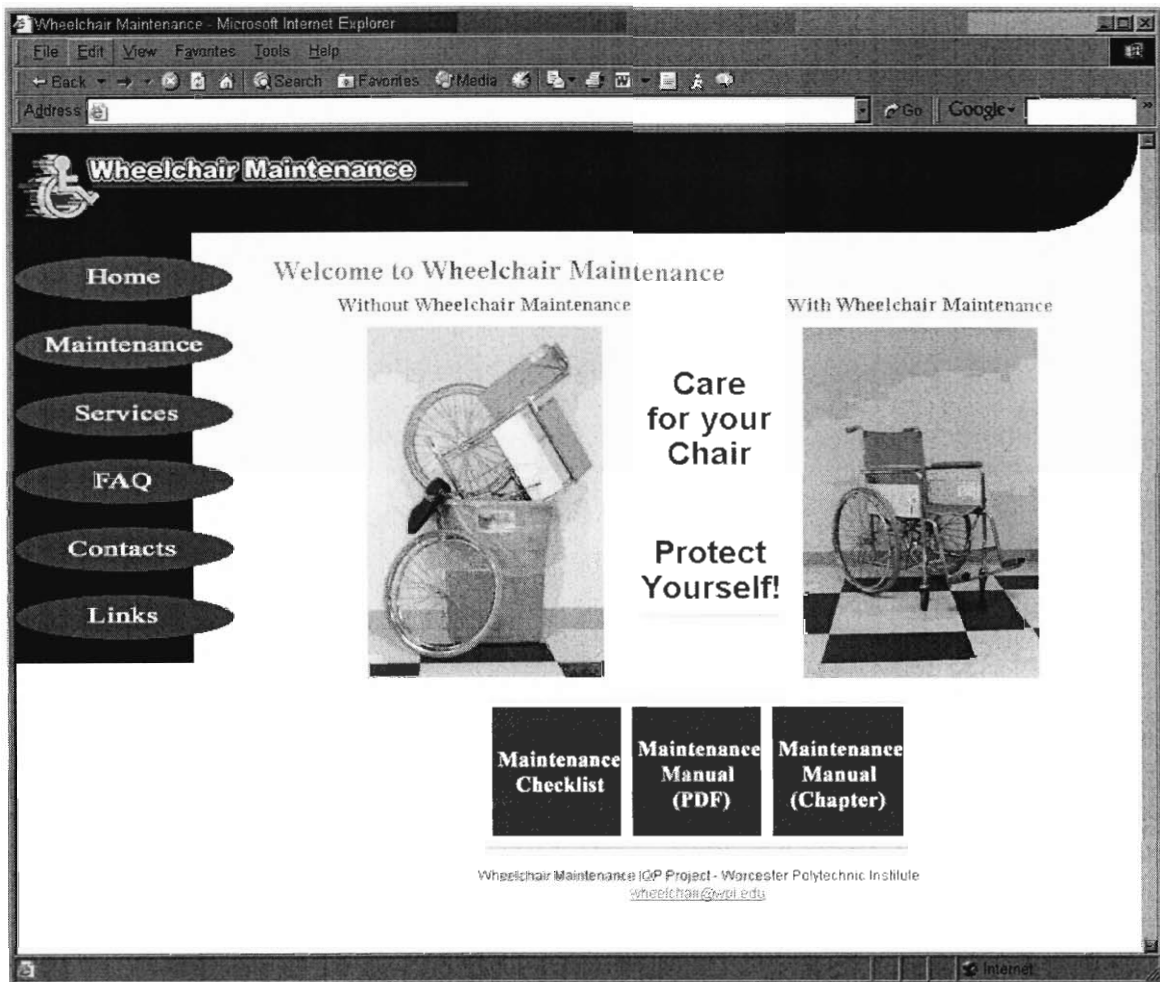 Wheelchair Maintenance - Microsoft Internet Explorer
File Edit View Favorites Tools Help
Back Search Favorites Media
Address Go Google
Wheelchair Maintenance
Home
Maintenance
Services
FAQ
Contacts
Links
Welcome to Wheelchair Maintenance
Without Wheelchair Maintenance
With Wheelchair Maintenance
Care
for your
Chair
Protect
Yourself!
Maintenance
Checklist
Maintenance
Manual
(PDF)
Maintenance
Manual
(Chapter)
Wheelchair Maintenance IQP Project - Worcester Polytechnic Institute
wheelchair@wpi.edu
Internet